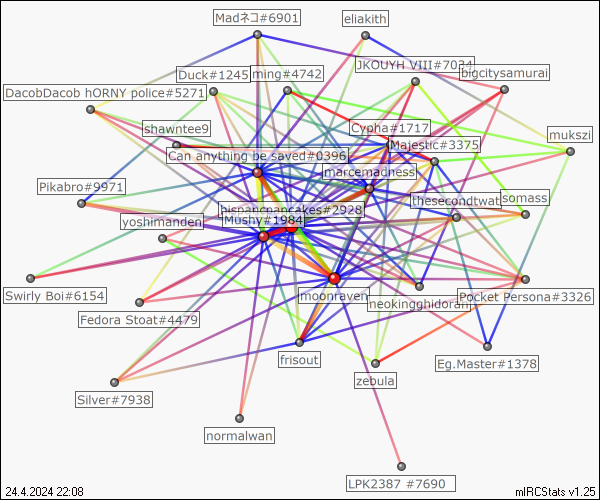 Madネコ#6901
eliakith
JKOUYH VIII#7034
bigcitysamurai
Duck#1245
ming#4742
DacobDacob hORNY police#5271
Cypha#1717
shawntee9
mukszi
Majestic#3375
Can anything be saved#0396
marcemadness
Pikabro#9971
thesecondtwat
somass
hispancpancakes#2928
yoshimanden
Mushy#1984
Swirly Boi#6154
moonraven
neokingghidorah
Pocket Persona#3326
Fedora Stoat#4479
frisout
Eg.Master#1378
zebula
Silver#7938
normalwan
LPK2387 #7690
24.4.2024 22:08
mIRCStats v1.25